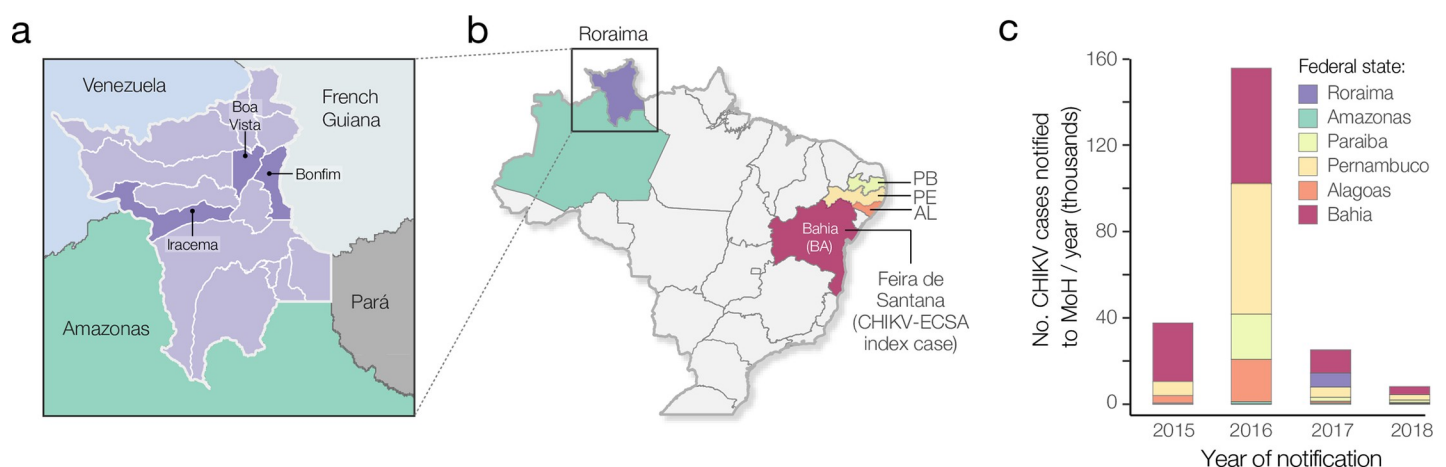 a
Venezuela
French
Guiana
Boa
Vista
Bonfim
Iracema
Amazonas
Pará
b
Roraima
PB
PE
AL
Bahia
(BA)
Feira de
Santana
(CHIKV-ECSA
index case)
c
No. CHIKV cases notified
to MoH / year (thousands)
160
120
80
40
0
Federal state:
Roraima
Amazonas
Paraiba
Pernambuco
Alagoas
Bahia
2015 2016 2017 2018
Year of notification